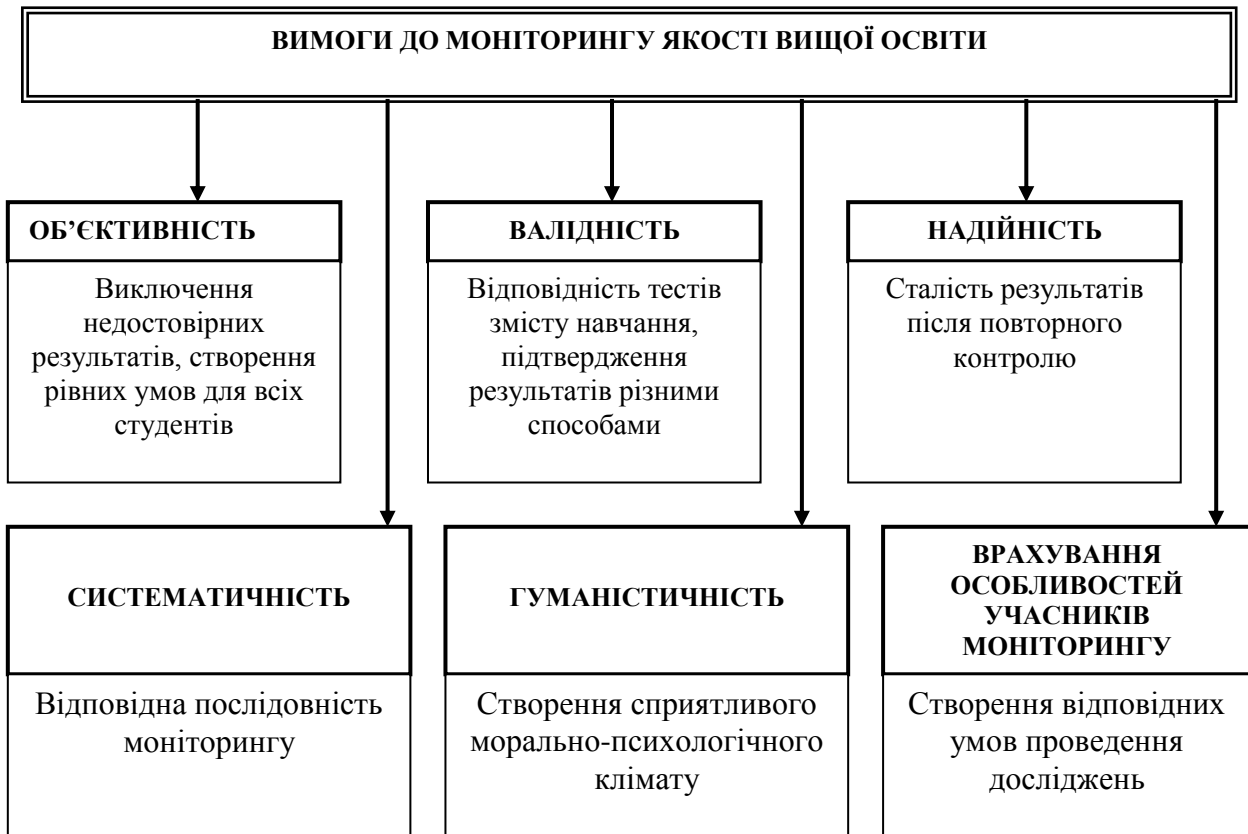 ВИМОГИ ДО МОНІТОРИНГУ ЯКОСТІ ВИЩОЇ ОСВІТИ
ОБ’ЄКТИВНІСТЬ
Виключення
недостовірних
результатів, створення
рівних умов для всіх
студентів
ВАЛІДНІСТЬ
Відповідність тестів
змісту навчання,
підтвердження
результатів різними
способами
НАДІЙНІСТЬ
Сталість результатів
після повторного
контролю
СИСТЕМАТИЧНІСТЬ
Відповідна послідовність
моніторингу
ГУМАНІСТИЧНІСТЬ
Створення сприятливого
морально-психологічного
клімату
ВРАХУВАННЯ
ОСОБЛИВОСТЕЙ
УЧАСНИКІВ
МОНІТОРИНГУ
Створення відповідних
умов проведення
досліджень